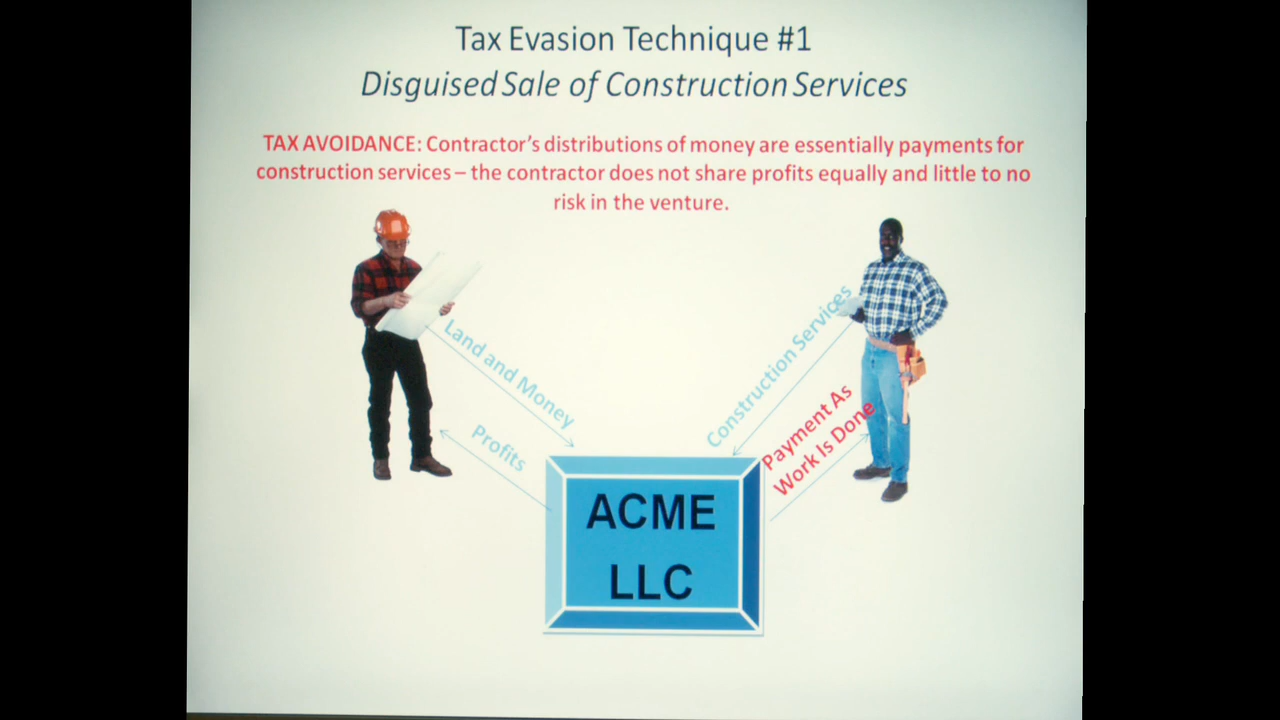 Tax Evasion Technique #1
Disguised Sale of Construction Services
TAX AVOIDANCE: Contractor's distributions of money are essentially payments for
construction services – the contractor does not share profits equally and little to no
risk in the venture.
Land and Money
Profits
Construction Services
Payment As
Work Is Done
ACME
LLC